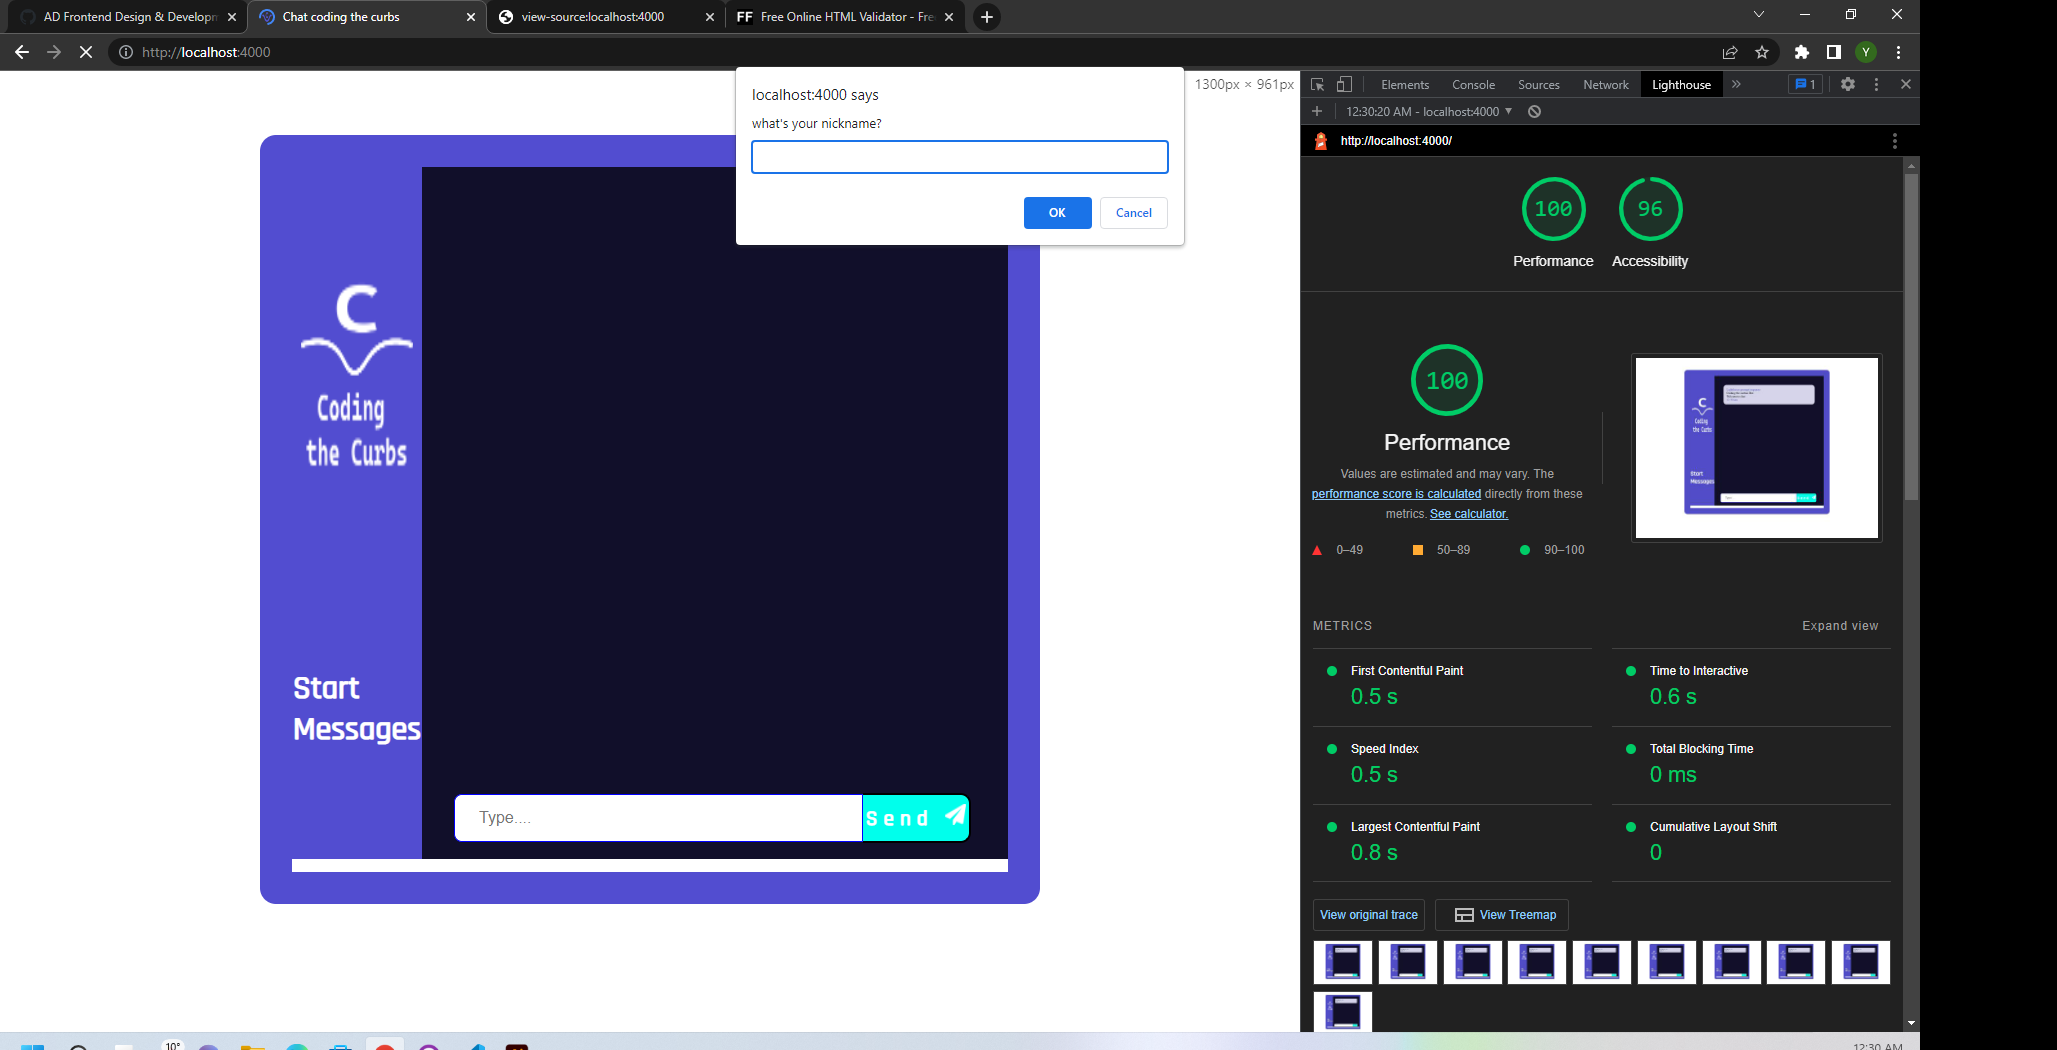 AD Frontend Design & Developm
Chat coding the curbs
view-source:localhost:4000
FF Free Online HTML Validator - Fre
http://localhost:4000
Y
localhost:4000 says
what's your nickname?
OK
Cancel
1300px × 961px
C
Coding
the Curbs
Start
Messages
Type....
Send
Elements
Console
Sources
Network
Lighthouse
1
12:30:20 AM - localhost:4000
http://localhost:4000/
100
96
Performance
Accessibility
100
Performance
Values are estimated and may vary. The
performance score is calculated directly from these
metrics. See calculator.
0–49
50–89
90–100
C
Coding
the Curbs
Start
Messages
METRICS
Expand view
First Contentful Paint
0.5 s
Time to Interactive
0.6 s
Speed Index
0.5 s
Total Blocking Time
0 ms
Largest Contentful Paint
0.8 s
Cumulative Layout Shift
0
View original trace
View Treemap
10°
12:30 AM